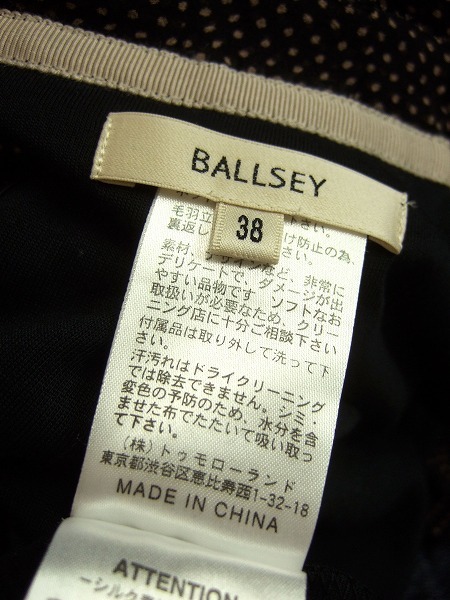 BALLSEY
38
さい。
毛羽立
け防止の為、
裏返し
素材、デザインなど、非常に
デリケートで、ダメージが出
やすい品物です ソフトなお
取扱いが必要なため、クリー
ニング店に十分ご相談下さい
付属品は取り外して洗って下
さい。
汗汚れはドライクリーニング
では除去できません。シミ・
変色の予防のため、水分を含
ませた布でたたいて吸い取っ
て下さい。
(株)トゥモローランド
東京都渋谷区恵比寿西1-32-18
MADE IN CHINA
ATTENTION